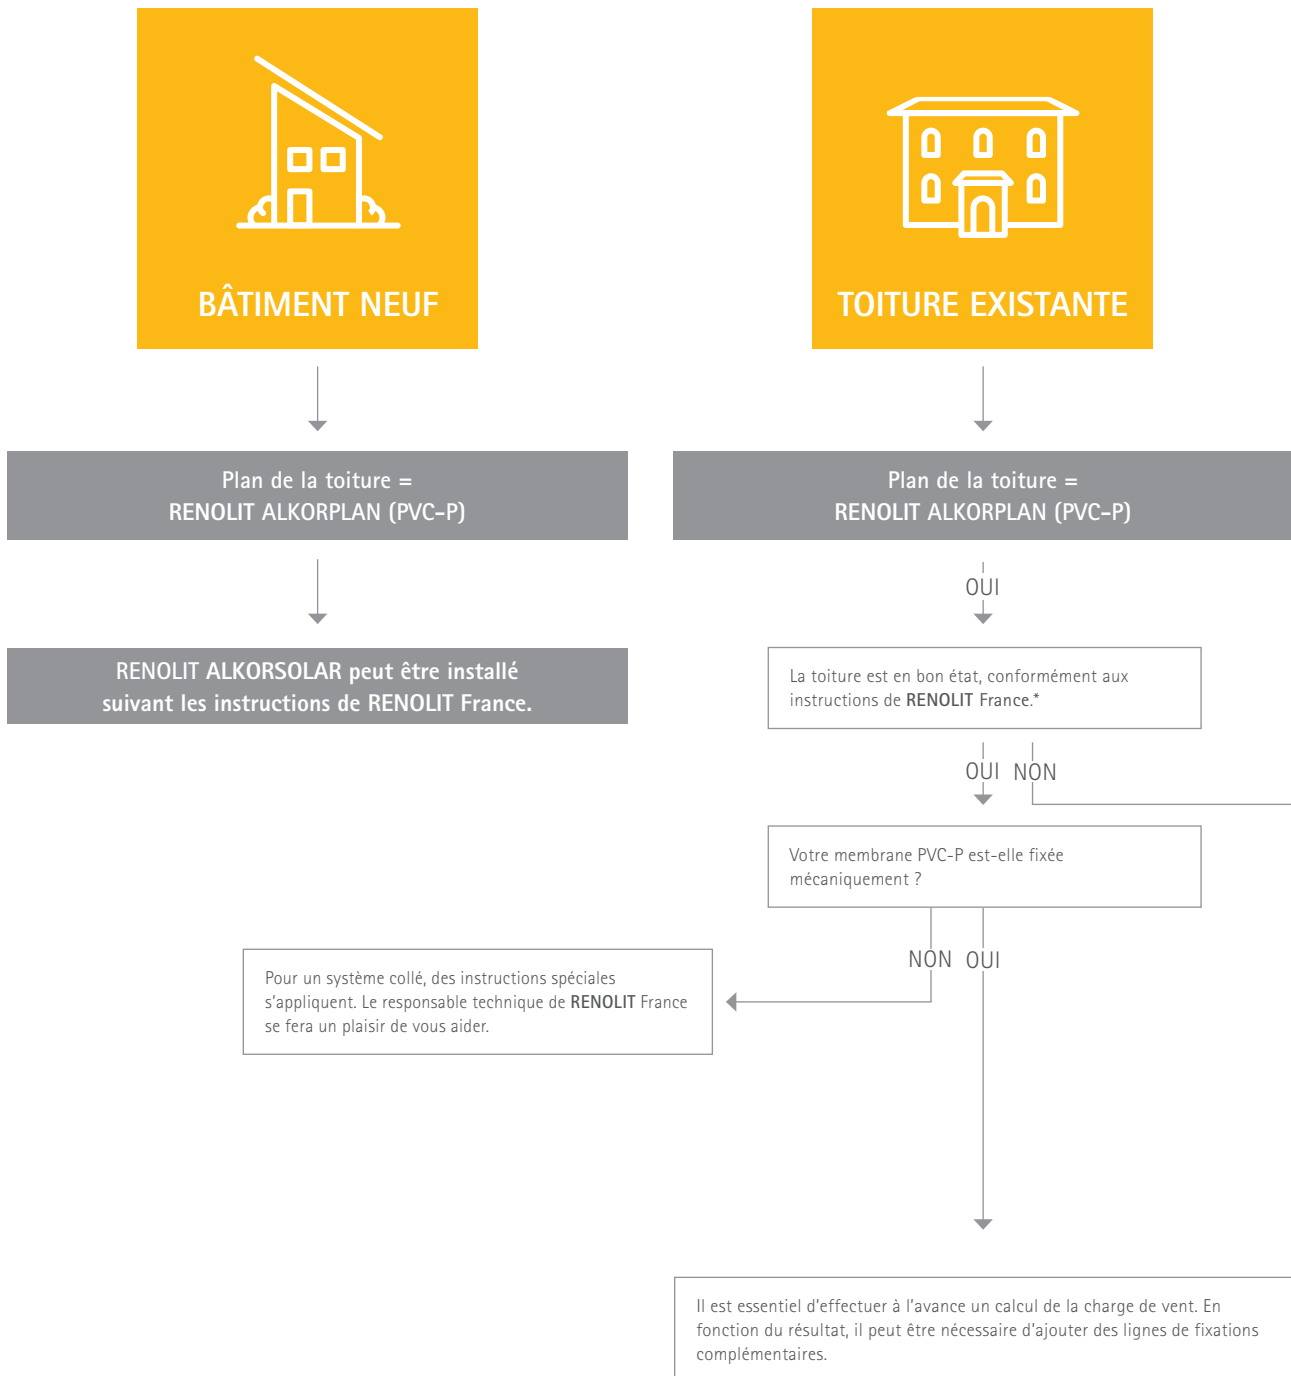 BÂTIMENT NEUF
Plan de la toiture =
RENOLIT ALKORPLAN (PVC-P)
RENOLIT ALKORSOLAR peut être installé
suivant les instructions de RENOLIT France.
TOITURE EXISTANTE
Plan de la toiture =
RENOLIT ALKORPLAN (PVC-P)
OUI
La toiture est en bon état, conformément aux
instructions de RENOLIT France.*
OUI NON
Votre membrane PVC-P est-elle fixée
mécaniquement ?
NON OUI
Pour un système collé, des instructions spéciales
s'appliquent. Le responsable technique de RENOLIT France
se fera un plaisir de vous aider.
Il est essentiel d'effectuer à l'avance un calcul de la charge de vent. En
fonction du résultat, il peut être nécessaire d'ajouter des lignes de fixations
complémentaires.